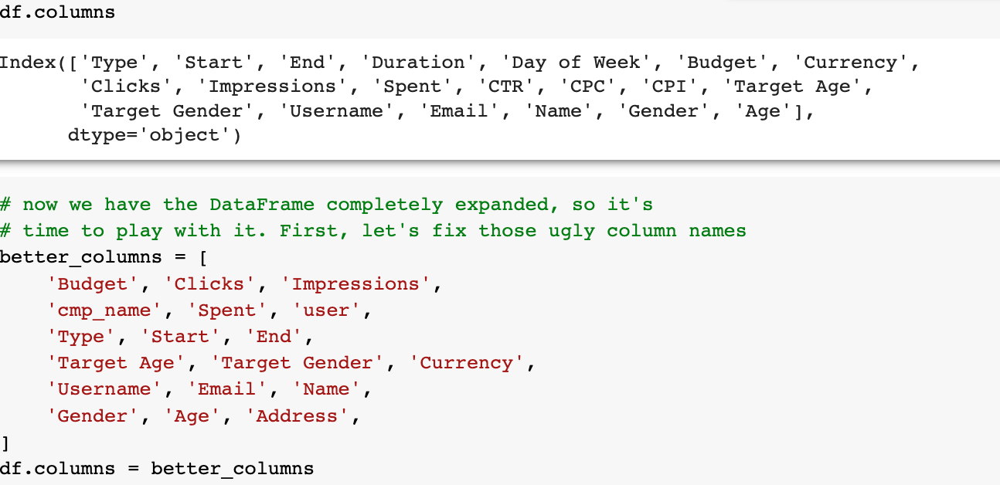 df.columns
Index(['Type', 'Start', 'End', 'Duration', 'Day of Week', 'Budget', 'Currency',
'Clicks', 'Impressions', 'Spent', 'CTR', 'CPC', 'CPI', 'Target Age',
'Target Gender', 'Username', 'Email', 'Name', 'Gender', 'Age'],
dtype='object')
# now we have the DataFrame completely expanded, so it's
# time to play with it. First, let's fix those ugly column names
better_columns = [
'Budget', 'Clicks', 'Impressions',
'cmp_name', 'Spent', 'user',
'Type', 'Start', 'End',
'Target Age', 'Target Gender', 'Currency',
'Username', 'Email', 'Name',
'Gender', 'Age', 'Address',
]
df.columns = better_columns